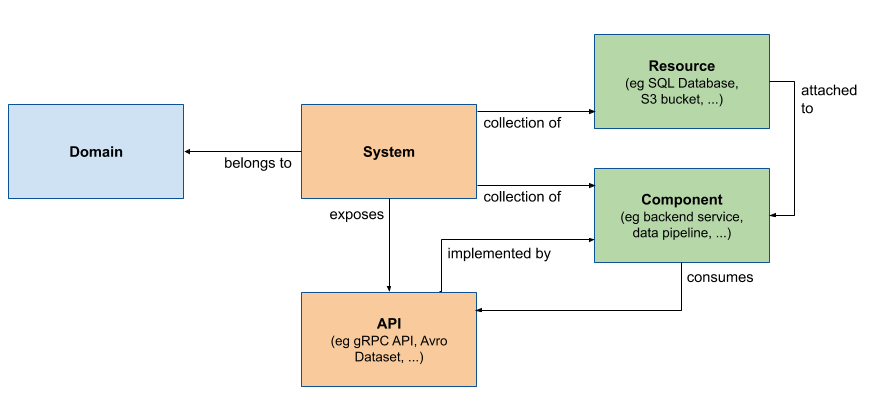 Resource
(eg SQL Database,
S3 bucket, ...)
attached
to
Domain
belongs to
System
collection of
collection of
exposes
Component
(eg backend service,
data pipeline, ...)
implemented by
consumes
API
(eg gRPC API, Avro
Dataset, ...)